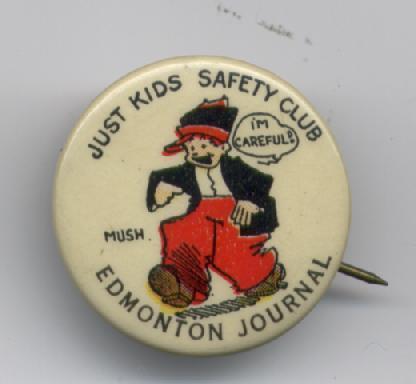 JUST KIDS SAFETY CLUB
I'M
CAREFUL!
MUSH.
EDMONTON JOURNAL